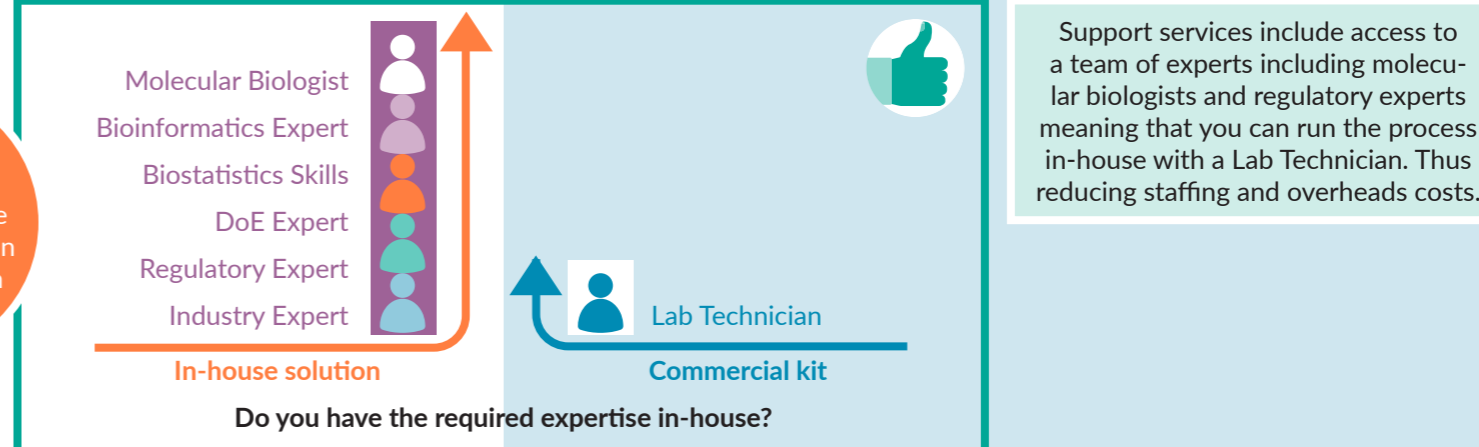 Molecular Biologist
Bioinformatics Expert
Biostatistics Skills
DoE Expert
Regulatory Expert
Industry Expert
In-house solution
Lab Technician
Commercial kit
Do you have the required expertise in-house?
Support services include access to
a team of experts including molecu-
lar biologists and regulatory experts
meaning that you can run the process
in-house with a Lab Technician. Thus
reducing staffing and overheads costs.